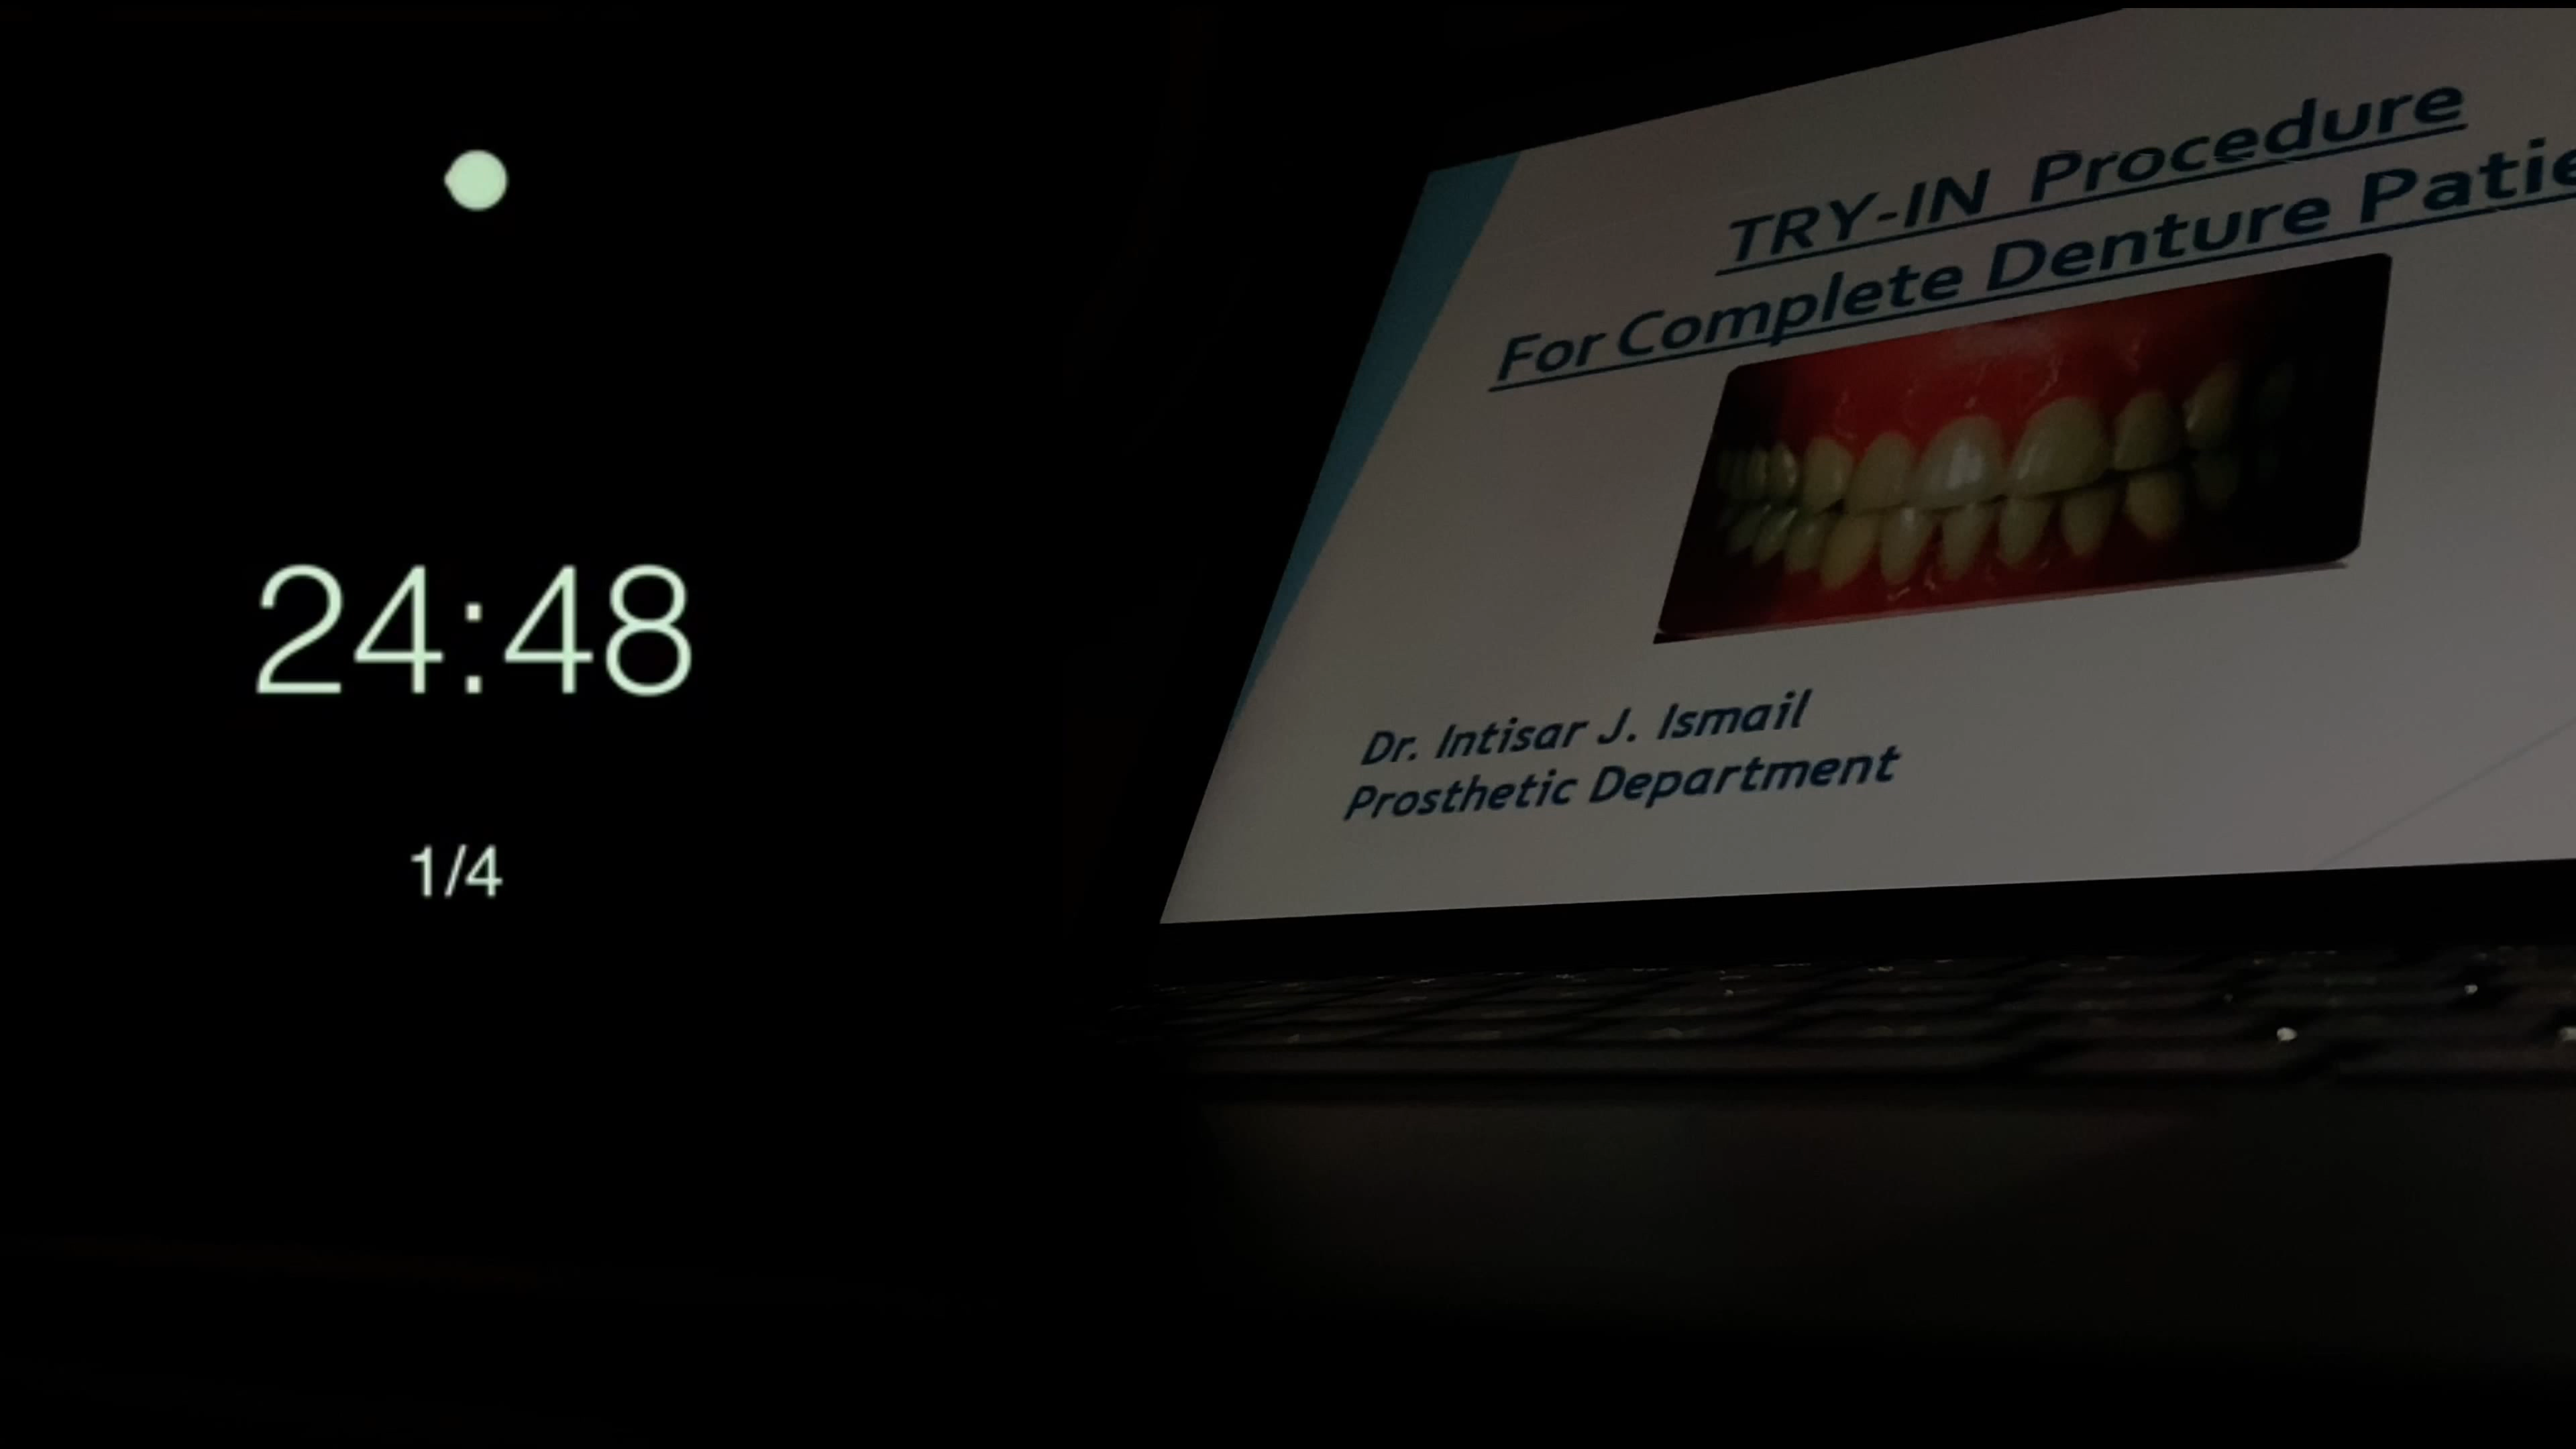 24:48
1/4
TRY-IN Procedure
For Complete Denture
Dr. Intisar J. Ismail
Prosthetic Department